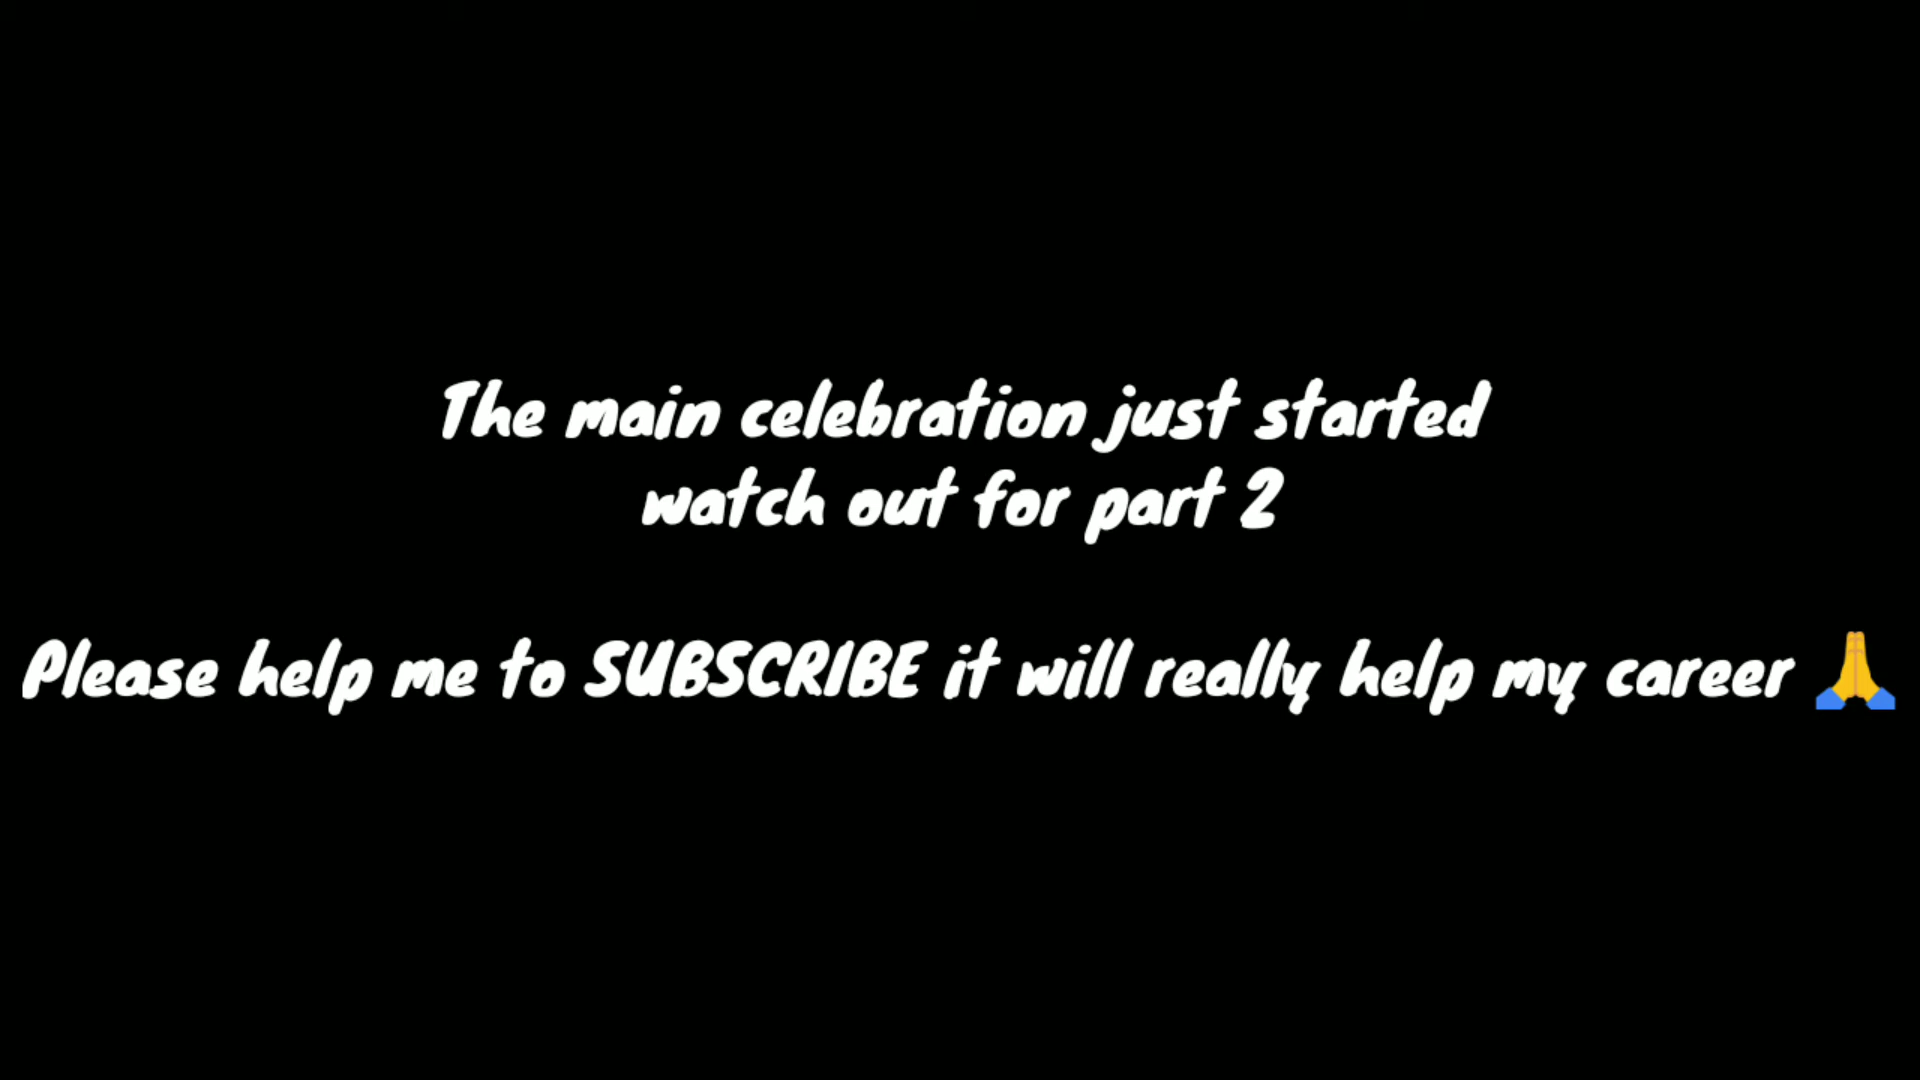 The main celebration just started
watch out for part 2
Please help me to SUBSCRIBE it will really help my career 🙏